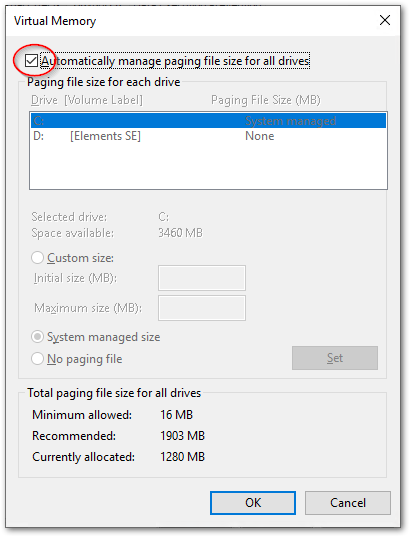 Virtual Memory
Automatically manage paging file size for all drives
Paging file size for each drive
Drive [Volume Label] Paging File Size (MB)
C: System managed
D: [Elements SE] None
Selected drive: C:
Space available: 3460 MB
Custom size:
Initial size (MB):
Maximum size (MB):
System managed size
No paging file Set
Total paging file size for all drives
Minimum allowed: 16 MB
Recommended: 1903 MB
Currently allocated: 1280 MB
OK Cancel